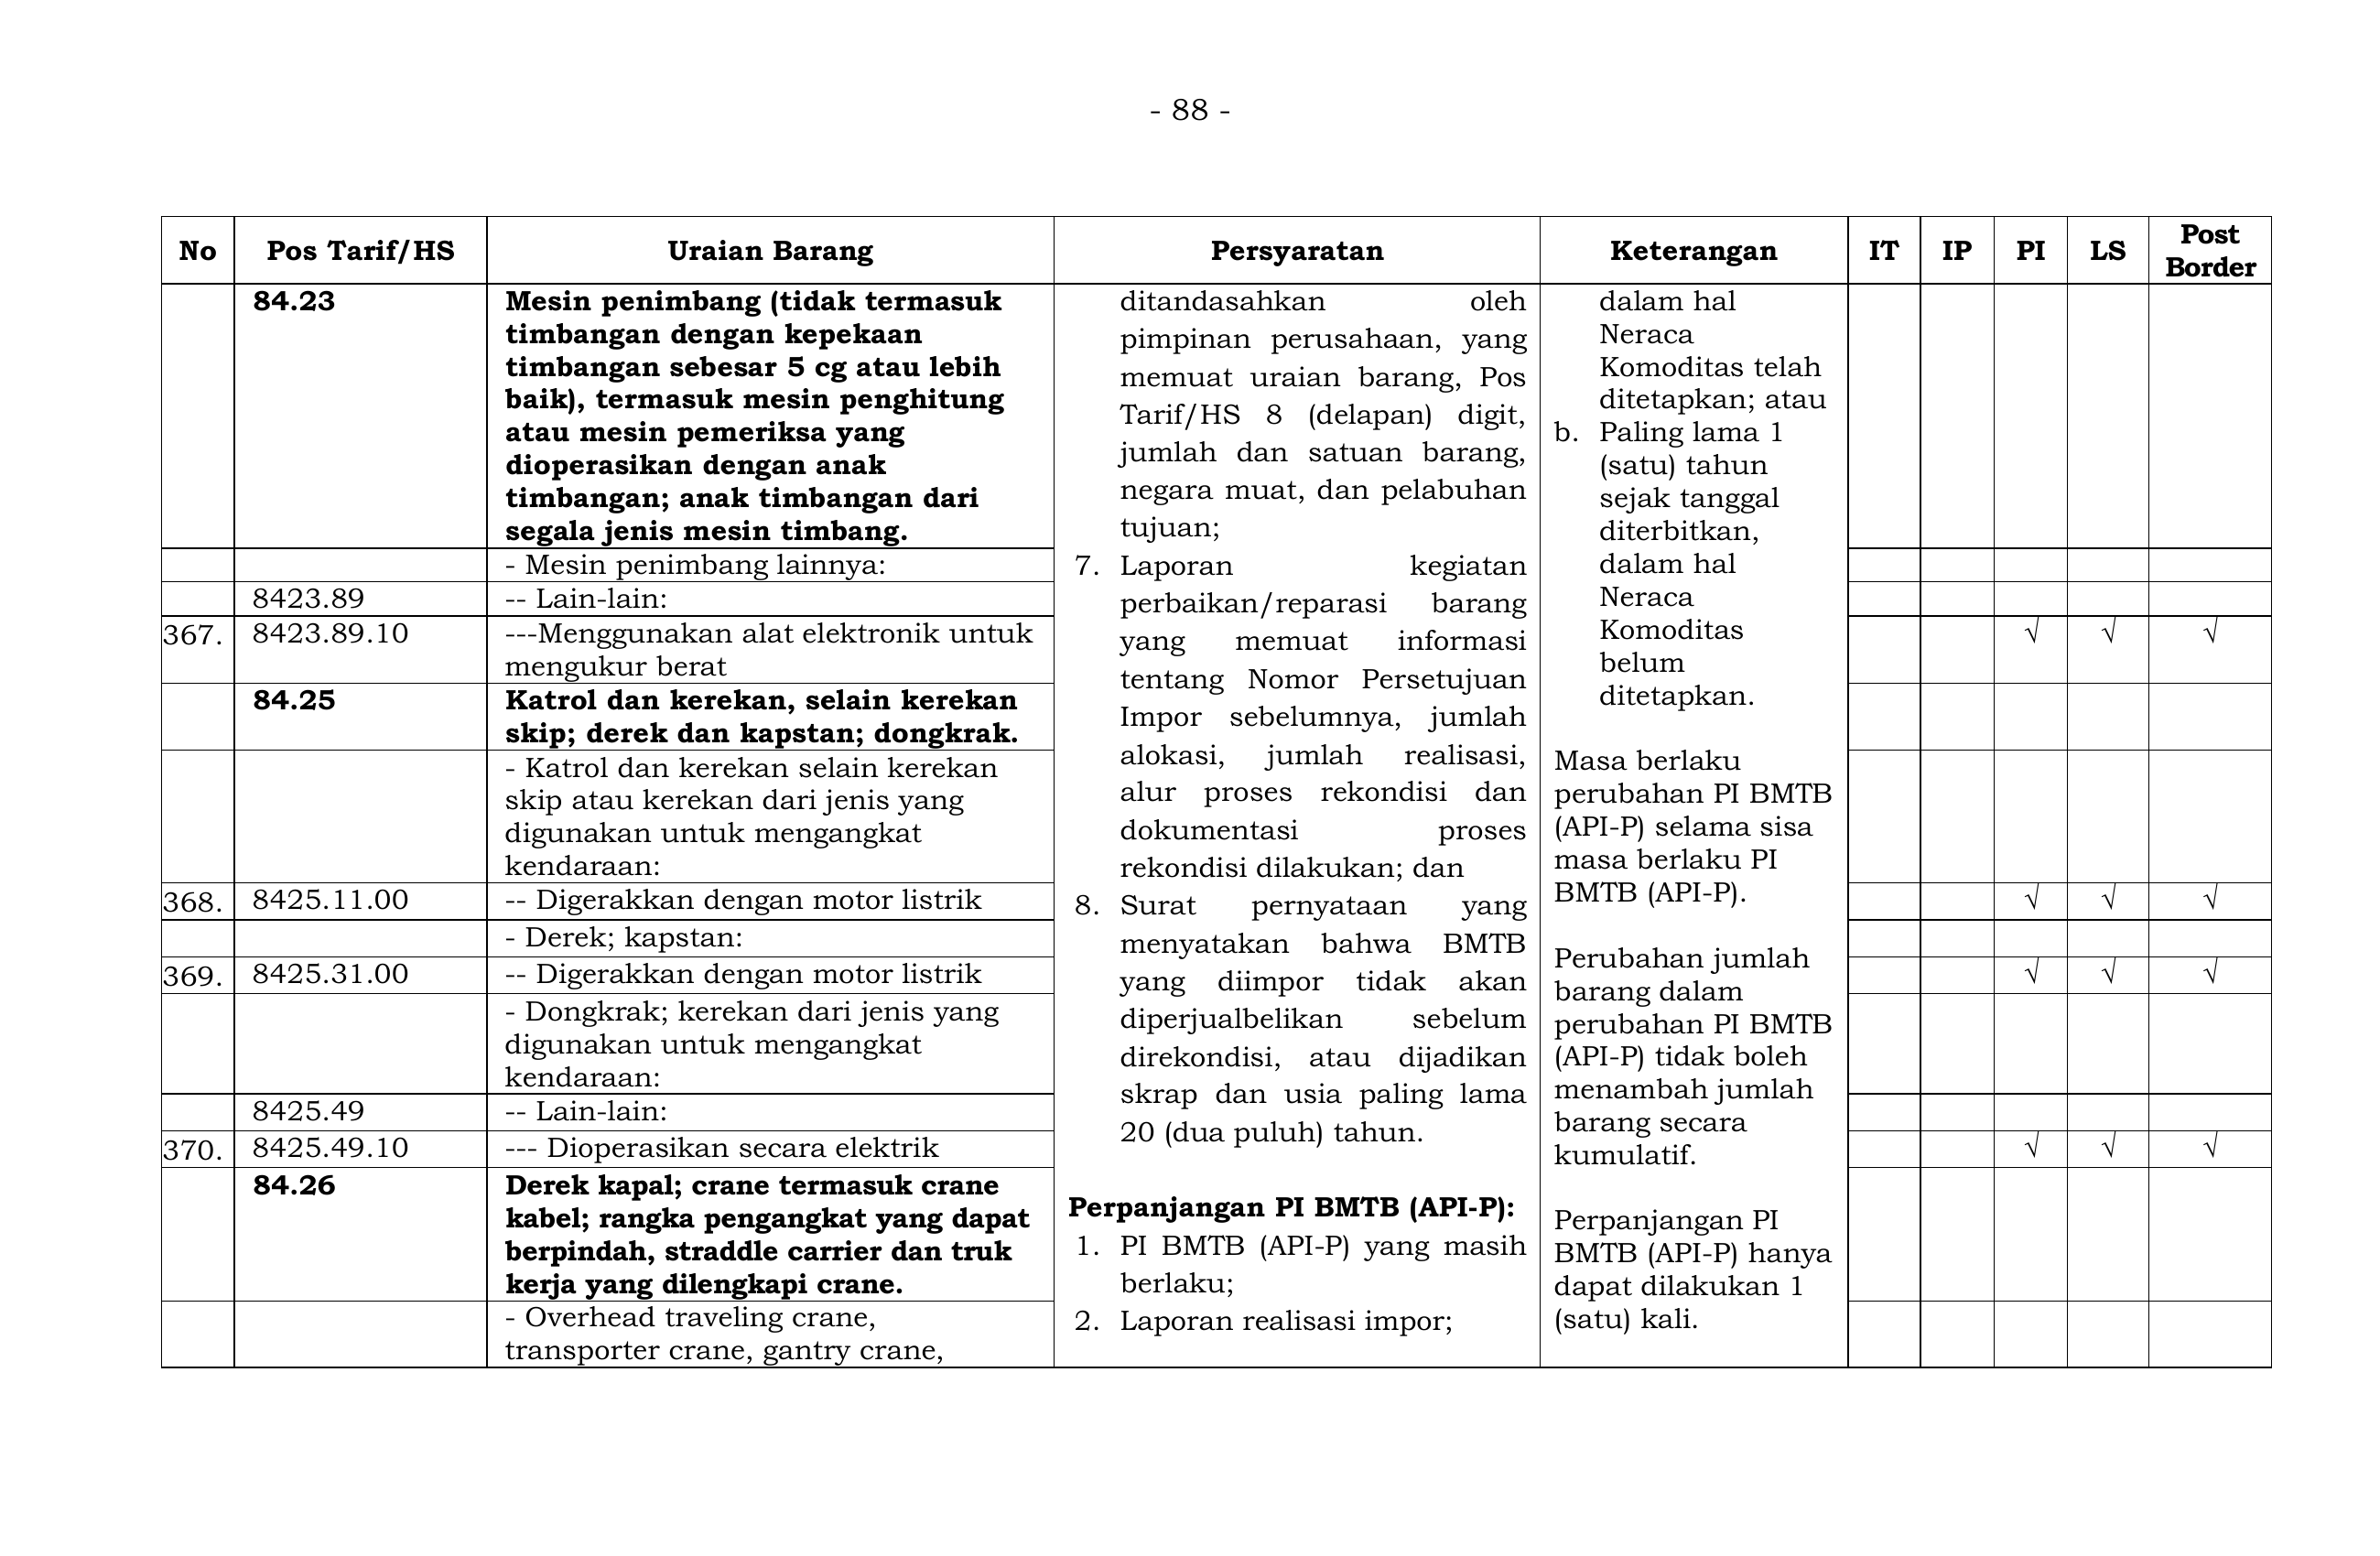 - 88 -
No Pos Tarif/HS Uraian Barang Persyaratan Keterangan IT IP PI LS Post Border
84.23
Mesin penimbang (tidak termasuk
timbangan dengan kepekaan
timbangan sebesar 5 cg atau lebih
baik), termasuk mesin penghitung
atau mesin pemeriksa yang
dioperasikan dengan anak
timbangan; anak timbangan dari
segala jenis mesin timbang.
- Mesin penimbang lainnya:
8423.89 -- Lain-lain:
367. 8423.89.10 ---Menggunakan alat elektronik untuk √ √ √
mengukur berat
84.25 Katrol dan kerekan, selain kerekan
skip; derek dan kapstan; dongkrak.
- Katrol dan kerekan selain kerekan
skip atau kerekan dari jenis yang
digunakan untuk mengangkat
kendaraan:
368. 8425.11.00 -- Digerakkan dengan motor listrik √ √ √
- Derek; kapstan:
369. 8425.31.00 -- Digerakkan dengan motor listrik √ √ √
- Dongkrak; kerekan dari jenis yang
digunakan untuk mengangkat
kendaraan:
8425.49 -- Lain-lain:
370. 8425.49.10 --- Dioperasikan secara elektrik √ √ √
84.26 Derek kapal; crane termasuk crane
kabel; rangka pengangkat yang dapat
berpindah, straddle carrier dan truk
kerja yang dilengkapi crane.
- Overhead traveling crane,
transporter crane, gantry crane,
ditandasahkan oleh
pimpinan perusahaan, yang
memuat uraian barang, Pos
Tarif/HS 8 (delapan) digit,
jumlah dan satuan barang,
negara muat, dan pelabuhan
tujuan;
7. Laporan kegiatan
perbaikan/reparasi barang
yang memuat informasi
tentang Nomor Persetujuan
Impor sebelumnya, jumlah
alokasi, jumlah realisasi,
alur proses rekondisi dan
dokumentasi proses
rekondisi dilakukan; dan
8. Surat pernyataan yang
menyatakan bahwa BMTB
yang diimpor tidak akan
diperjualbelikan sebelum
direkondisi, atau dijadikan
skrap dan usia paling lama
20 (dua puluh) tahun.
Perpanjangan PI BMTB (API-P):
1. PI BMTB (API-P) yang masih
berlaku;
2. Laporan realisasi impor;
dalam hal
Neraca
Komoditas telah
ditetapkan; atau
b. Paling lama 1
(satu) tahun
sejak tanggal
diterbitkan,
dalam hal
Neraca
Komoditas
belum
ditetapkan.
Masa berlaku
perubahan PI BMTB
(API-P) selama sisa
masa berlaku PI
BMTB (API-P).
Perubahan jumlah
barang dalam
perubahan PI BMTB
(API-P) tidak boleh
menambah jumlah
barang secara
kumulatif.
Perpanjangan PI
BMTB (API-P) hanya
dapat dilakukan 1
(satu) kali.